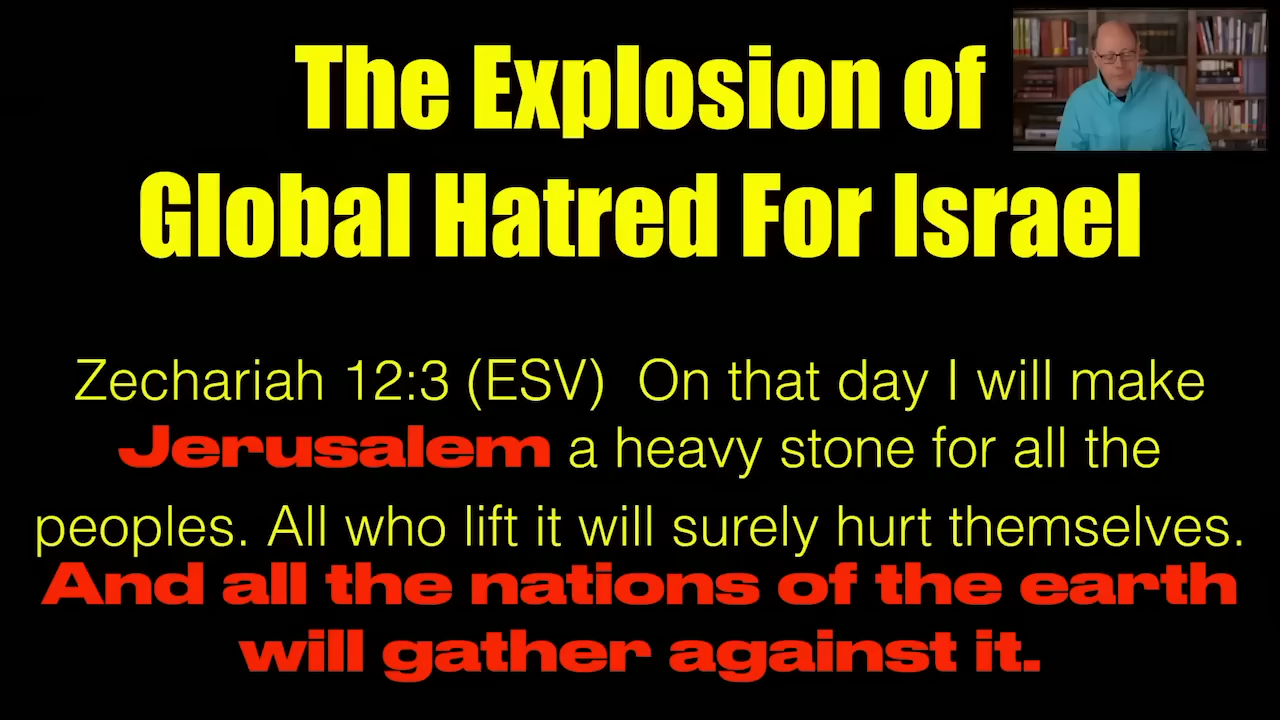 The Explosion of
Global Hatred For Israel
Zechariah 12:3 (ESV)  On that day I will make
Jerusalem a heavy stone for all the
peoples. All who lift it will surely hurt themselves.
And all the nations of the earth
will gather against it.